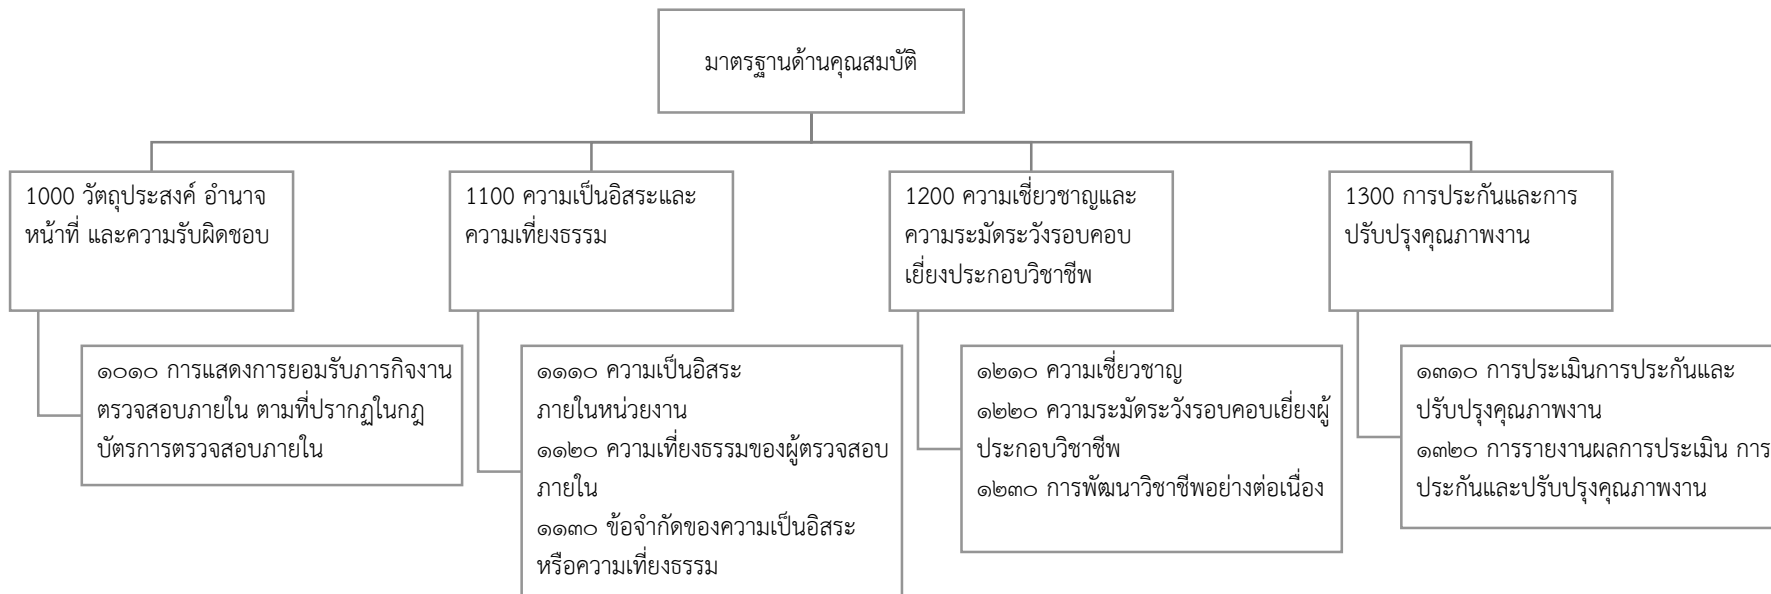 มาตรฐานด้านคุณสมบัติ
1000 วัตถุประสงค์ อำนาจ
หน้าที่ และความรับผิดชอบ
๑๐๑๐ การแสดงการยอมรับภารกิจงาน
ตรวจสอบภายใน ตามที่ปรากฏในกฎ
บัตรการตรวจสอบภายใน
1100 ความเป็นอิสระและ
ความเที่ยงธรรม
๑๑๑๐ ความเป็นอิสระ
ภายในหน่วยงาน
๑๑๒๐ ความเที่ยงธรรมของผู้ตรวจสอบ
ภายใน
๑๑๓๐ ข้อจำกัดของความเป็นอิสระ
หรือความเที่ยงธรรม
1200 ความเชี่ยวชาญและ
ความระมัดระวังรอบคอบ
เยี่ยงประกอบวิชาชีพ
๑๒๑๐ ความเชี่ยวชาญ
๑๒๒๐ ความระมัดระวังรอบคอบเยี่ยงผู้
ประกอบวิชาชีพ
๑๒๓๐ การพัฒนาวิชาชีพอย่างต่อเนื่อง
1300 การประกันและการ
ปรับปรุงคุณภาพงาน
๑๓๑๐ การประเมินการประกันและ
ปรับปรุงคุณภาพงาน
๑๓๒๐ การรายงานผลการประเมิน การ
ประกันและปรับปรุงคุณภาพงาน